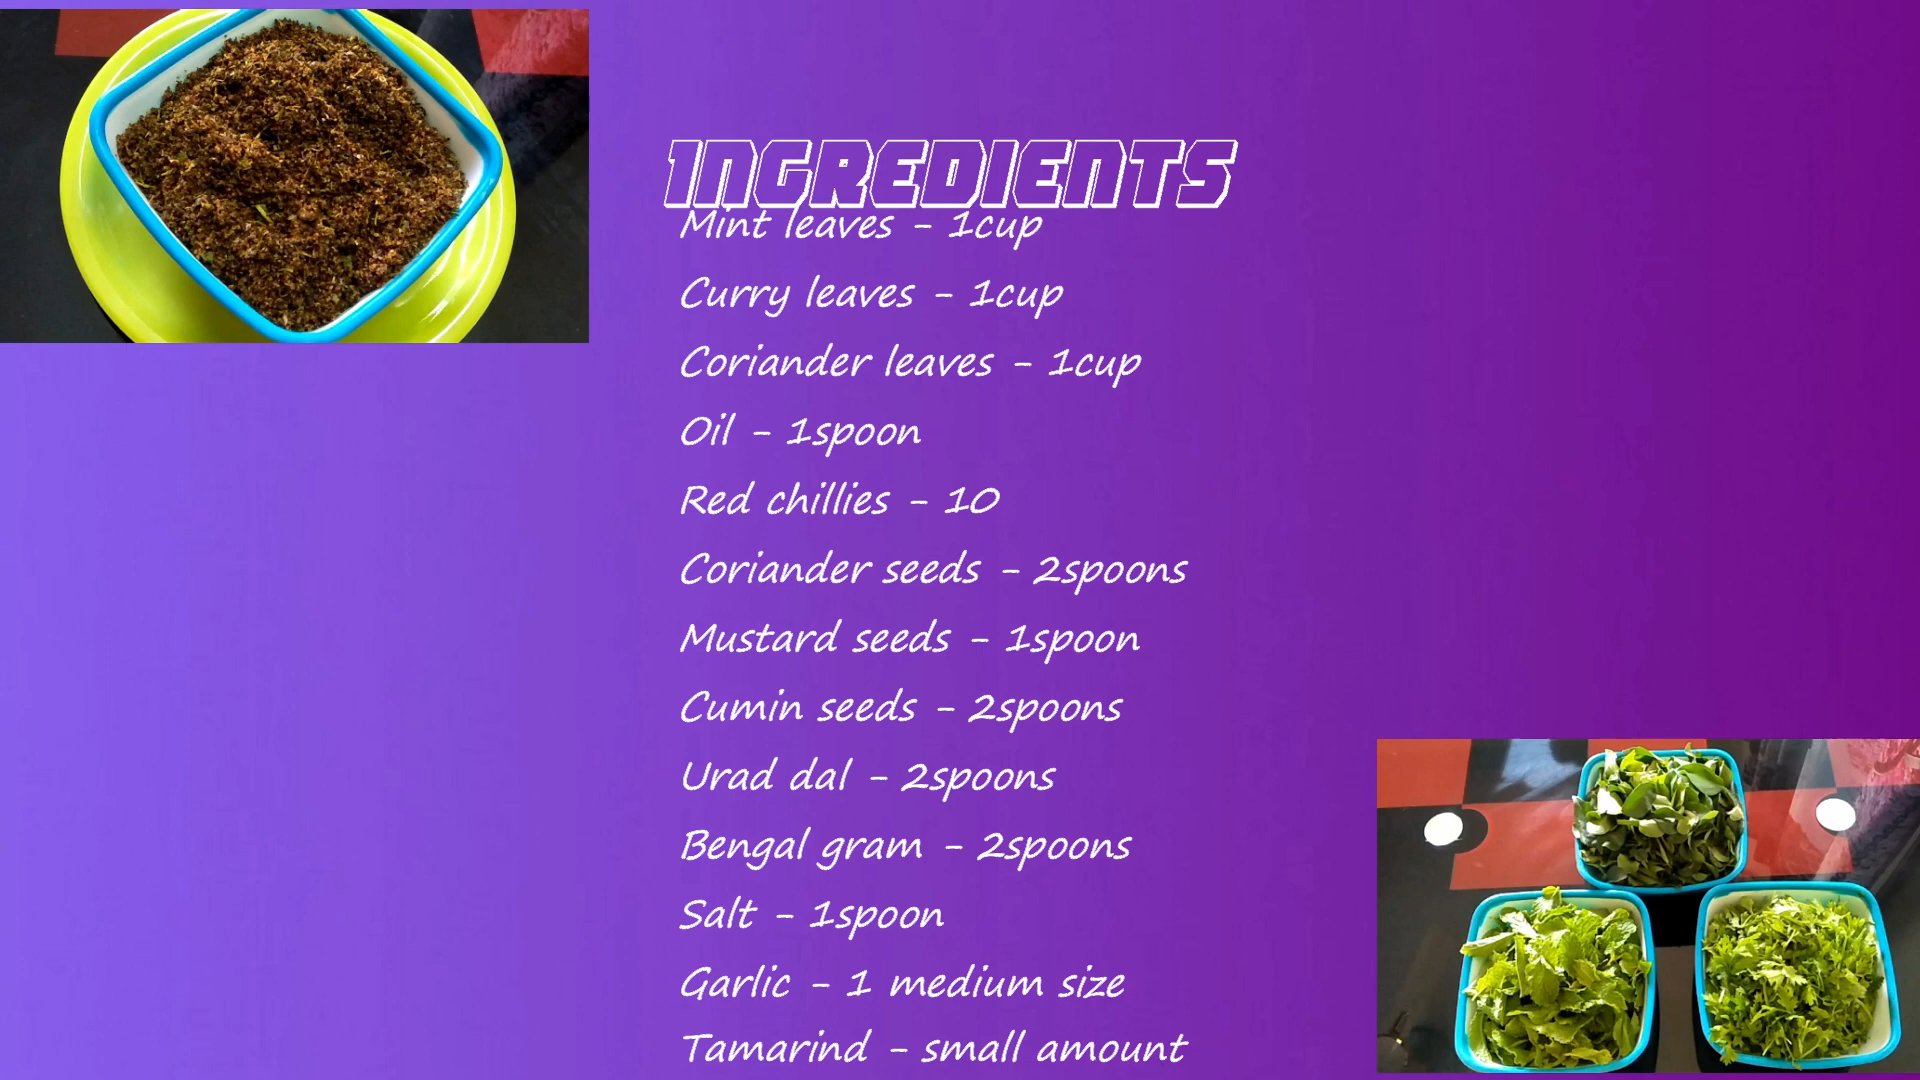 INGREDIENTS
Mint leaves - 1cup
Curry leaves - 1cup
Coriander leaves - 1cup
Oil - 1spoon
Red chillies - 10
Coriander seeds - 2spoons
Mustard seeds - 1spoon
Cumin seeds - 2spoons
Urad dal - 2spoons
Bengal gram - 2spoons
Salt - 1spoon
Garlic - 1 medium size
Tamarind - small amount